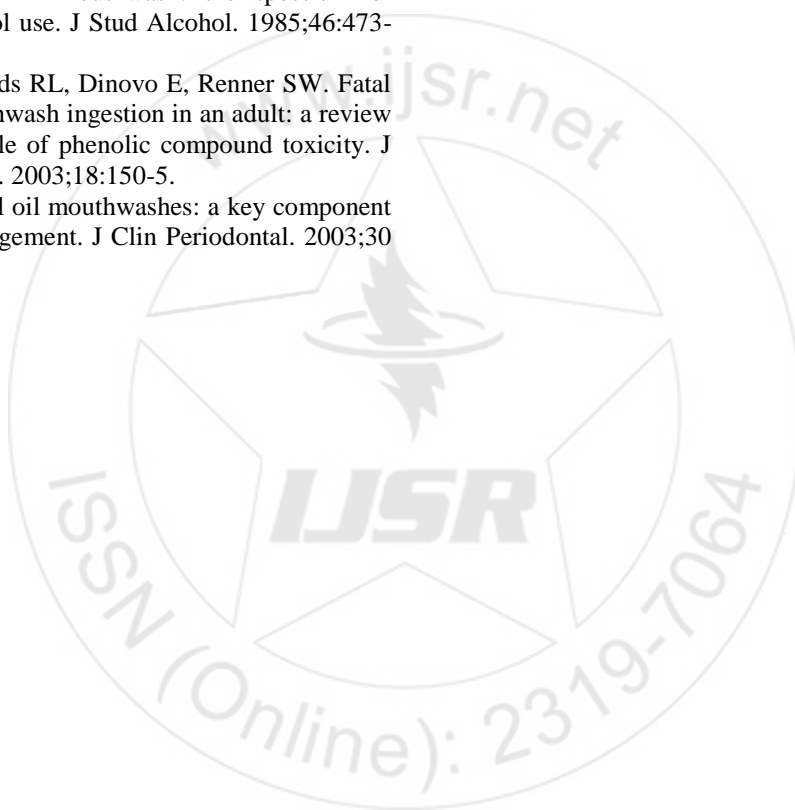 ol use. J Stud Alcohol. 1985;46:473-
ds RL, Dinovo E, Renner SW. Fatal
nwash ingestion in an adult: a review
le of phenolic compound toxicity. J
. 2003;18:150-5.
l oil mouthwashes: a key component
gement. J Clin Periodontal. 2003;30
www.ijsr.net
IJSR
ISSN (Online): 2319-7064